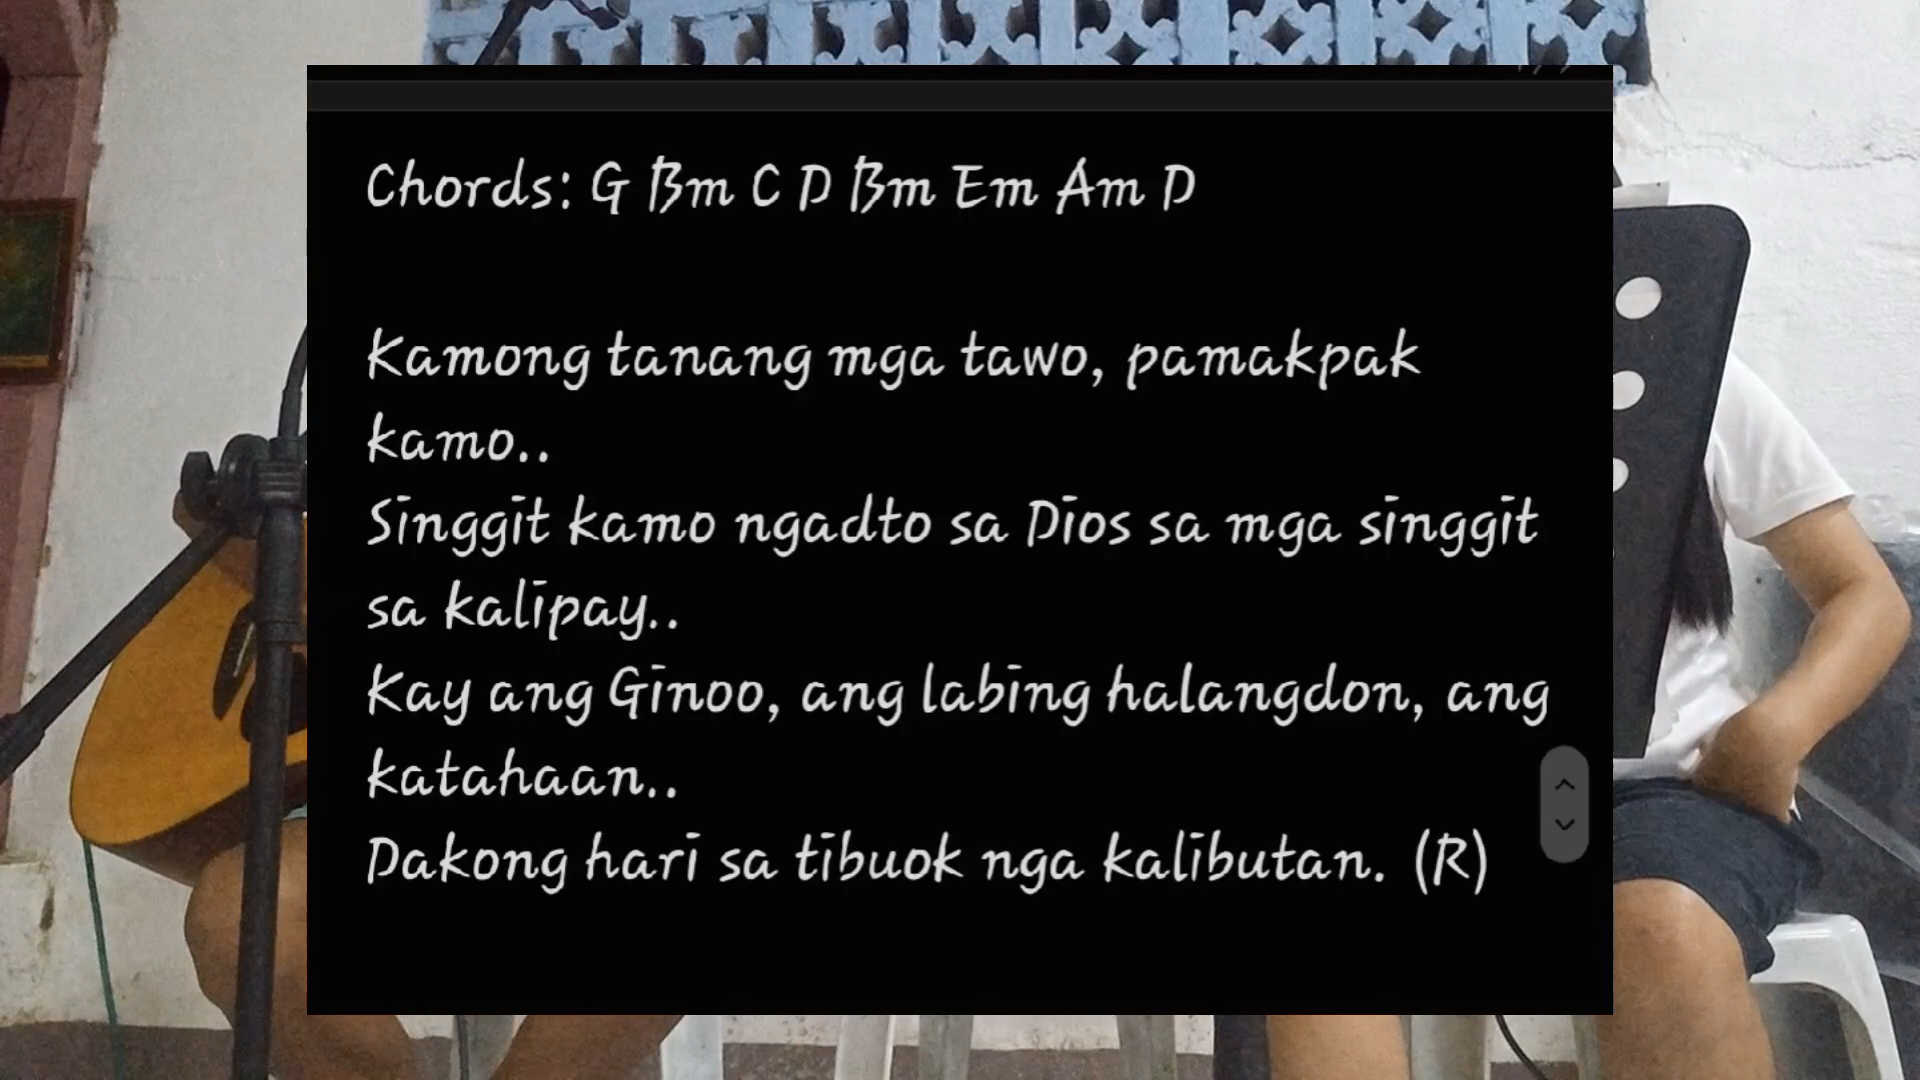 Chords: G Bm C D Bm Em Am D
Kamong tanang mga tawo, pamakpak
kamo..
Singgit kamo ngadto sa Dios sa mga singgit
sa kalipay..
Kay ang Ginoo, ang labing halangdon, ang
katahaan..
Dakong hari sa tibuok nga kalibutan. (R)